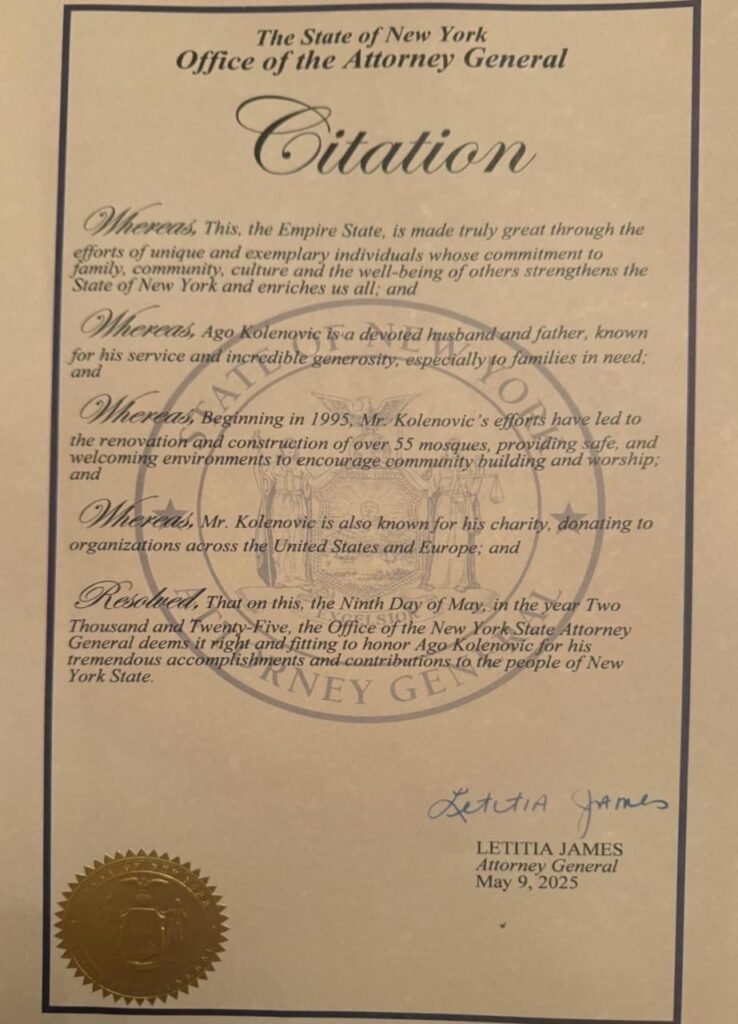 The State of New York
Office of the Attorney General
Citation
Whereas, This, the Empire State, is made truly great through the
efforts of unique and exemplary individuals whose commitment to
family, community, culture and the well-being of others strengthens the
State of New York and enriches us all; and
Whereas, Ago Kolenovic is a devoted husband and father, known
for his service and incredible generosity, especially to families in need;
and
Whereas, Beginning in 1995, Mr. Kolenovic's efforts have led to
the renovation and construction of over 55 mosques, providing safe, and
welcoming environments to encourage community building and worship;
and
Whereas, Mr. Kolenovic is also known for his charity, donating to
organizations across the United States and Europe; and
Resolved, That on this, the Ninth Day of May, in the year Two
Thousand and Twenty-Five, the Office of the New York State Attorney
General deems it right and fitting to honor Ago Kolenovic for his
tremendous accomplishments and contributions to the people of New
York State.
STATE OF NEW YORK
EXCELSIOR
ATTORNEY GENERAL
Letitia James
LETITIA JAMES
Attorney General
May 9, 2025